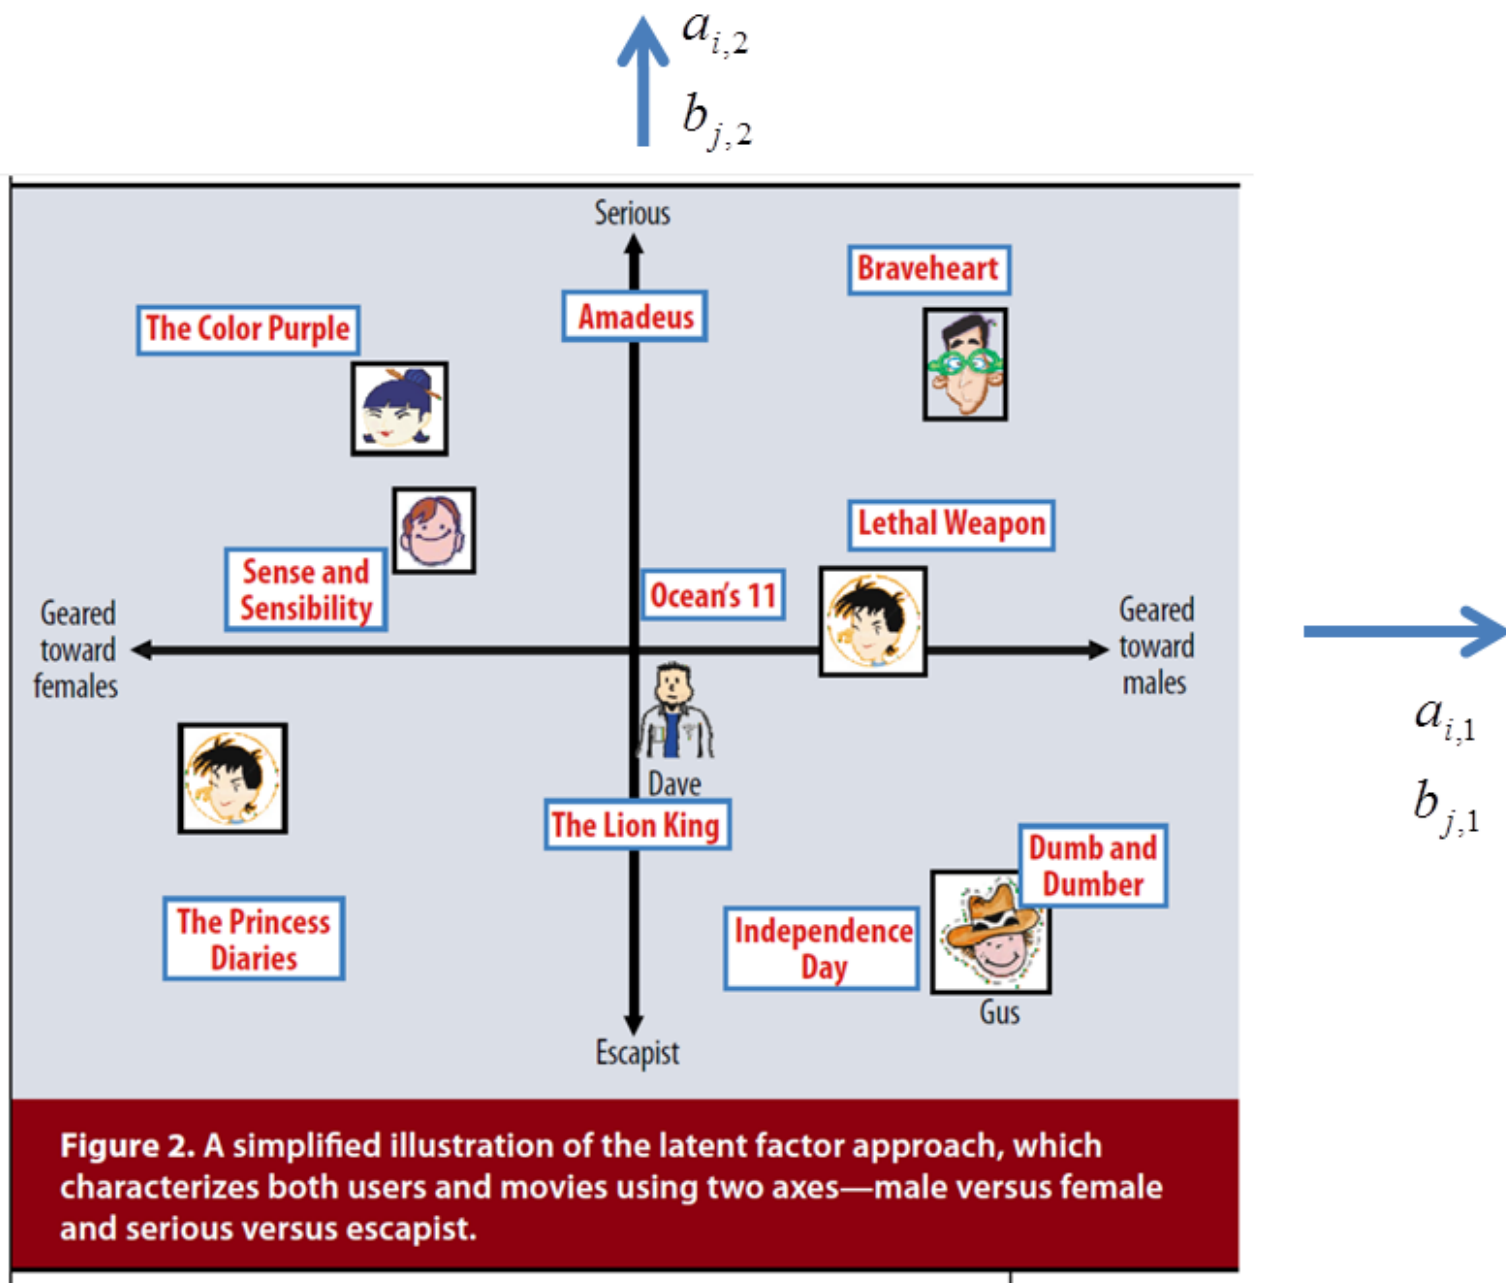 a_{i,2}
b_{j,2}
Serious
Braveheart
Amadeus
The Color Purple
Lethal Weapon
Sense and
Sensibility
Ocean's 11
Geared
toward
females
Geared
toward
males
a_{i,1}
b_{j,1}
Dave
The Lion King
Dumb and
Dumber
The Princess
Diaries
Independence
Day
Gus
Escapist
Figure 2. A simplified illustration of the latent factor approach, which
characterizes both users and movies using two axes—male versus female
and serious versus escapist.